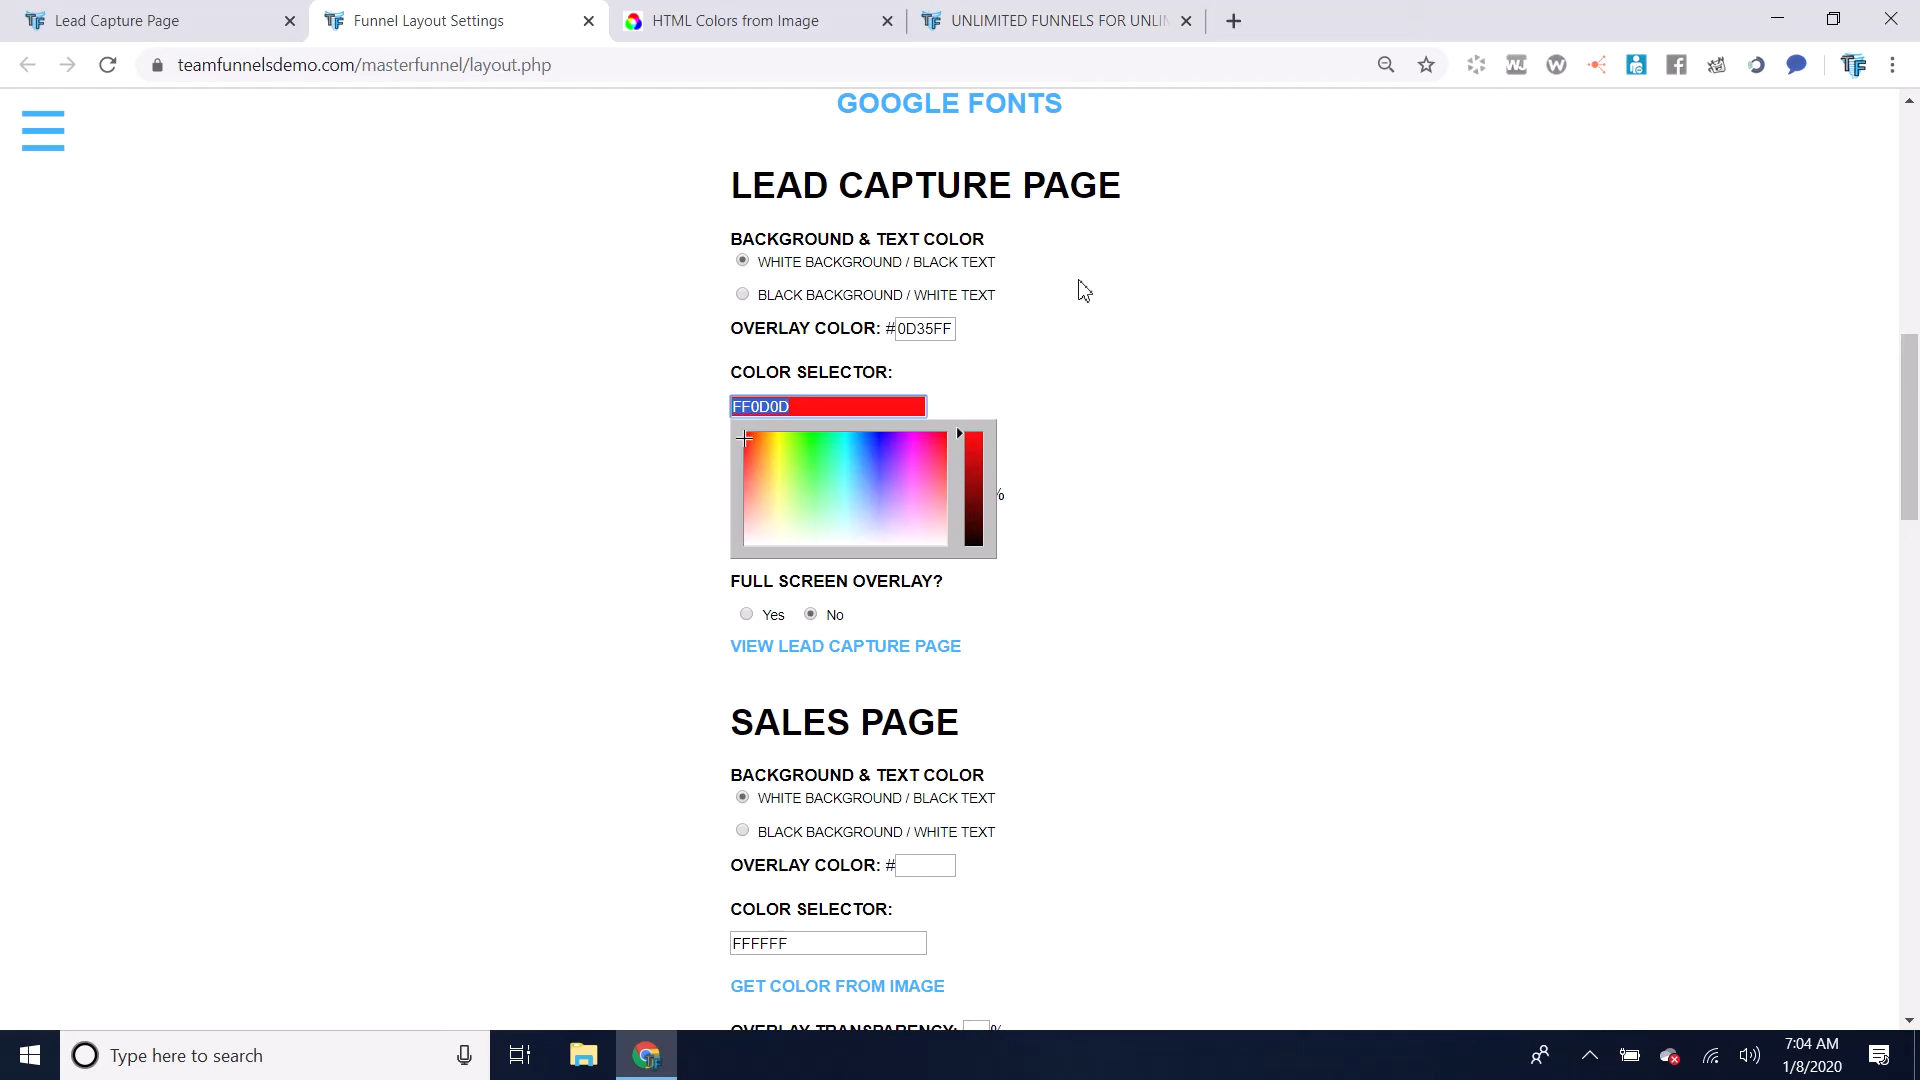 Lead Capture Page
Funnel Layout Settings
HTML Colors from Image
UNLIMITED FUNNELS FOR UNLIM
teamfunnelsdemo.com/masterfunnel/layout.php
GOOGLE FONTS
LEAD CAPTURE PAGE
BACKGROUND & TEXT COLOR
WHITE BACKGROUND / BLACK TEXT
BLACK BACKGROUND / WHITE TEXT
OVERLAY COLOR: #0D35FF
COLOR SELECTOR:
FF0D0D
%
FULL SCREEN OVERLAY?
Yes No
VIEW LEAD CAPTURE PAGE
SALES PAGE
BACKGROUND & TEXT COLOR
WHITE BACKGROUND / BLACK TEXT
BLACK BACKGROUND / WHITE TEXT
OVERLAY COLOR: #
COLOR SELECTOR:
FFFFFF
GET COLOR FROM IMAGE
OVERLAY TRANSPARENCY: %
Type here to search
7:04 AM
1/8/2020